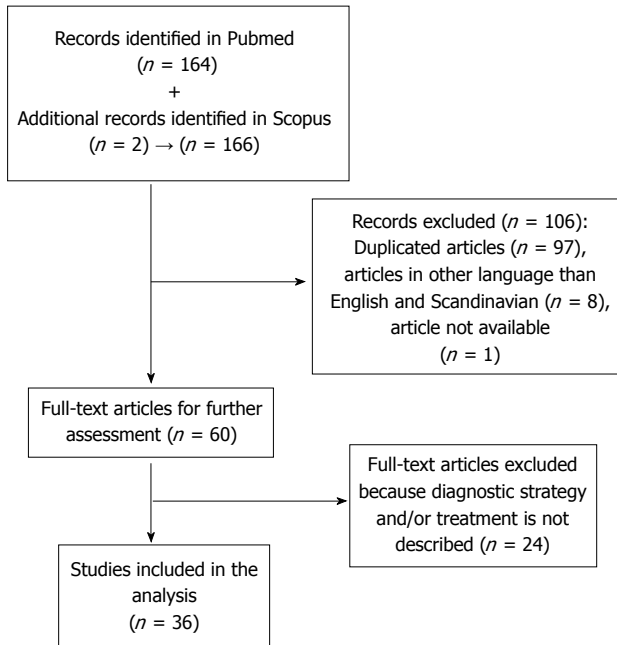 Records identified in Pubmed
(n = 164)
+
Additional records identified in Scopus
(n = 2) → (n = 166)
Records excluded (n = 106):
Duplicated articles (n = 97),
articles in other language than
English and Scandinavian (n = 8),
article not available
(n = 1)
Full-text articles for further
assessment (n = 60)
Full-text articles excluded
because diagnostic strategy
and/or treatment is not
described (n = 24)
Studies included in the
analysis
(n = 36)